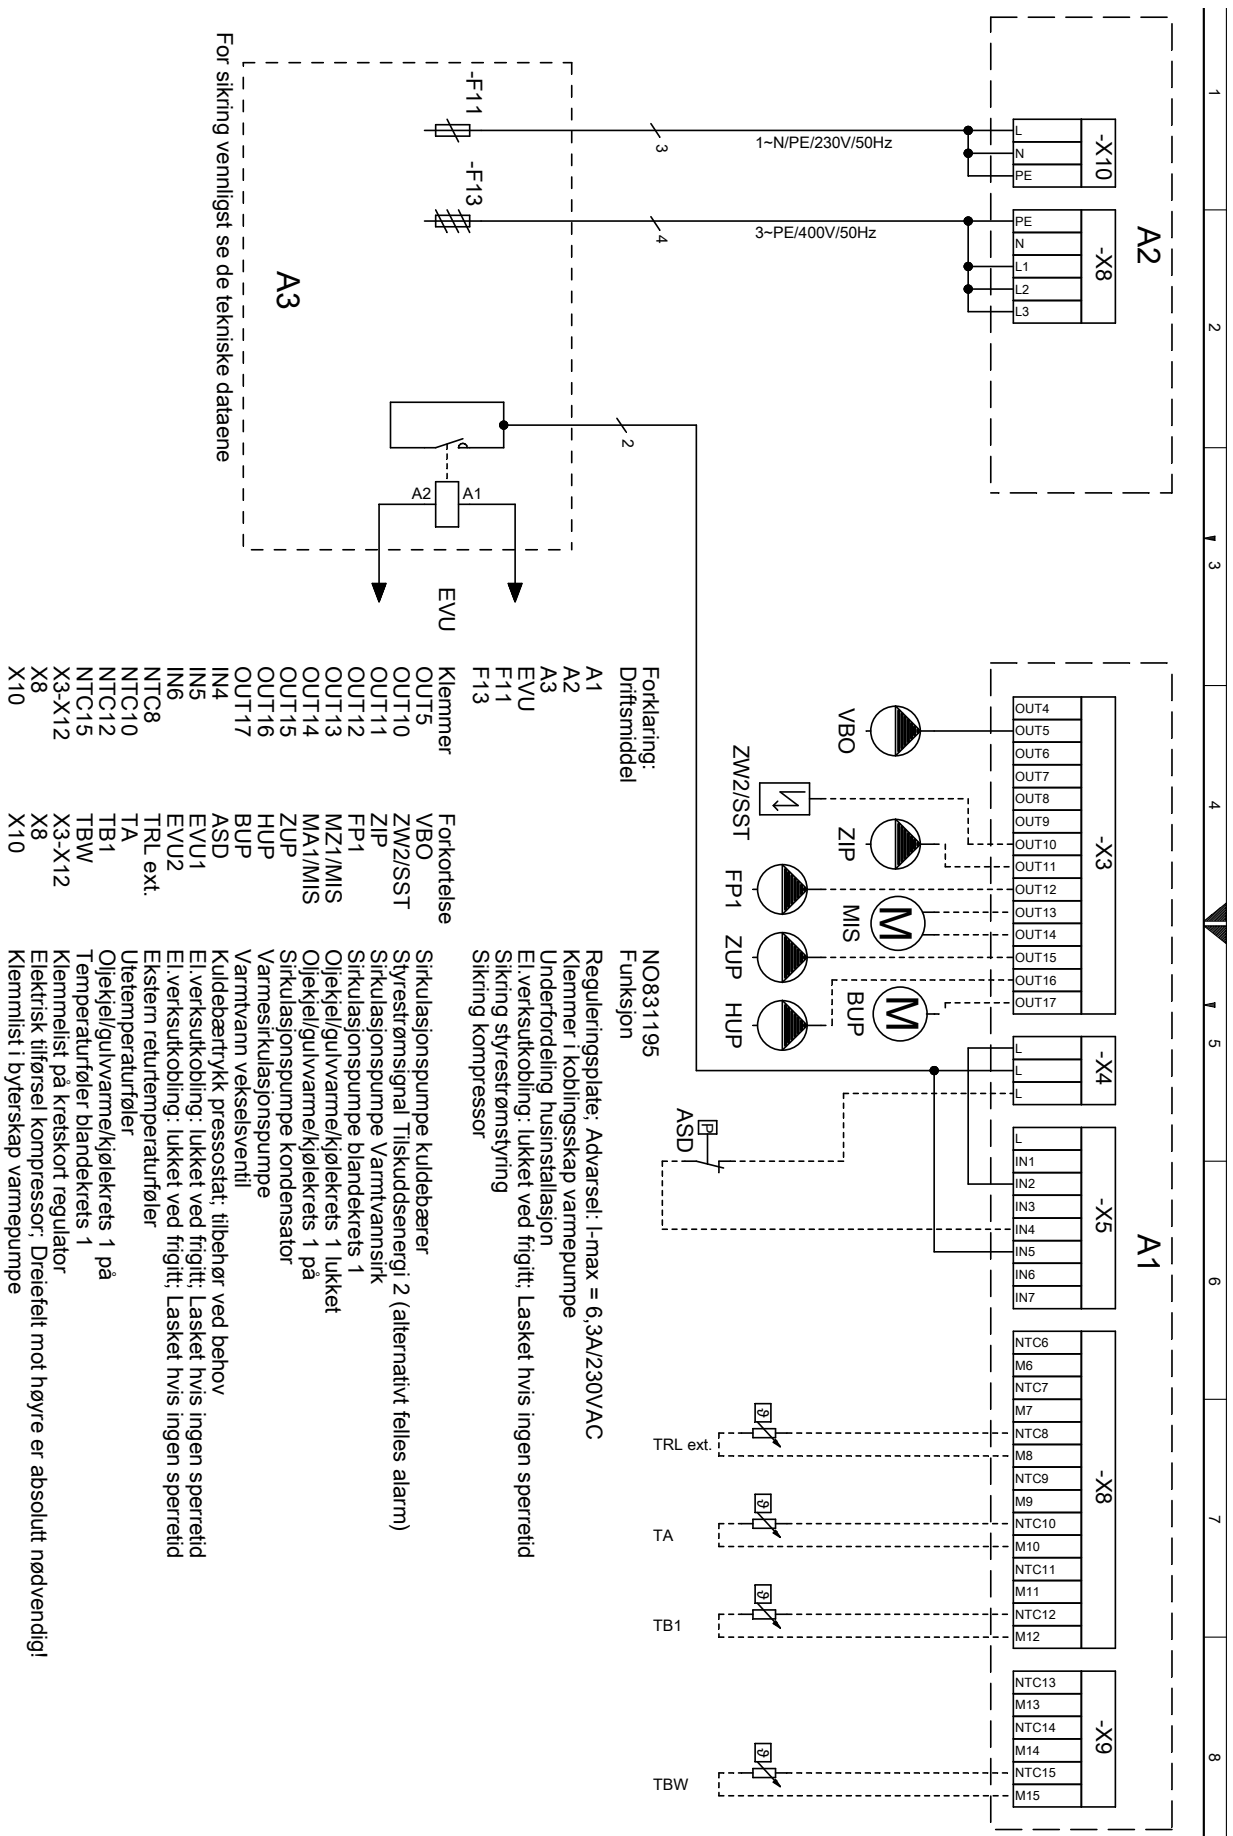 1
2
3
4
5
6
7
8
A2
-X10
L
N
PE
-X8
PE
N
L1
L2
L3
1~N/PE/230V/50Hz
3
3~PE/400V/50Hz
4
-F11
-F13
A3
For sikring vennligst se de tekniske dataene
2
A2
A1
EVU
A1
-X3
OUT4
OUT5
OUT6
OUT7
OUT8
OUT9
OUT10
OUT11
OUT12
OUT13
OUT14
OUT15
OUT16
OUT17
-X4
L
L
L
-X5
L
IN1
IN2
IN3
IN4
IN5
IN6
IN7
-X8
NTC6
M6
NTC7
M7
NTC8
M8
NTC9
M9
NTC10
M10
NTC11
M11
NTC12
M12
-X9
NTC13
M13
NTC14
M14
NTC15
M15
VBO
ZW2/SST
ZIP
FP1
M
MIS
ZUP
HUP
M
BUP
P
ASD
ϑ
TRL ext.
ϑ
TA
ϑ
TB1
ϑ
TBW
NO831195
Forklaring:
Driftsmiddel Funksjon
A1 Reguleringsplate; Advarsel: I-max = 6,3A/230VAC
A2 Klemmer i koblingsskap varmepumpe
A3 Underfordeling husinstallasjon
EVU El.verksutkobling: lukket ved frigitt; Lasket hvis ingen sperretid
F11 Sikring styrestrømstyring
F13 Sikring kompressor
Klemmer Forkortelse
OUT5 VBO Sirkulasjonspumpe kuldebærer
OUT10 ZW2/SST Styrestrømsignal Tilskuddsenergi 2 (alternativt felles alarm)
OUT11 ZIP Sirkulasjonspumpe Varmtvannsirk
OUT12 FP1 Sirkulasjonspumpe blandekrets 1
OUT13 MZ1/MIS Oljekjel/gulvvarme/kjølekrets 1 lukket
OUT14 MA1/MIS Oljekjel/gulvvarme/kjølekrets 1 på
OUT15 ZUP Sirkulasjonspumpe kondensator
OUT16 HUP Varmesirkulasjonspumpe
OUT17 BUP Varmtvann vekselsventil
IN4 ASD Kuldebærtrykk pressostat; tilbehør ved behov
IN5 EVU1 El.verksutkobling: lukket ved frigitt; Lasket hvis ingen sperretid
IN6 EVU2 El.verksutkobling: lukket ved frigitt; Lasket hvis ingen sperretid
NTC8 TRL ext. Ekstern returtemperaturføler
NTC10 TA Utetemperaturføler
NTC12 TB1 Oljekjel/gulvvarme/kjølekrets 1 på
NTC15 TBW Temperaturføler blandekrets 1
X3-X12 X3-X12 Klemmelist på kretskort regulator
X8 X8 Elektrisk tilførsel kompressor; Dreiefelt mot høyre er absolutt nødvendig!
X10 X10 Klemmlist i byterskap varmepumpe